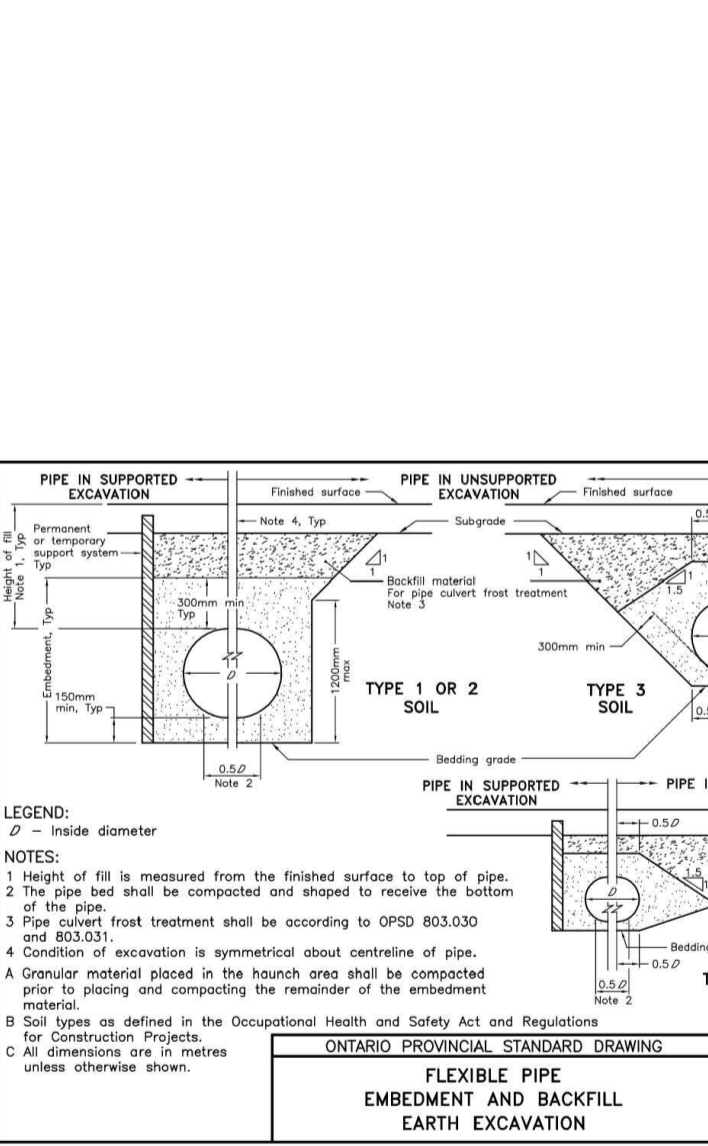 PIPE IN SUPPORTED
EXCAVATION
Finished surface
PIPE IN UNSUPPORTED
EXCAVATION
Finished surface
Height of fill
Note 1, Typ
Permanent
or temporary
support system
Typ
Note 4, Typ
Subgrade
1
1
1
1
Backfill material
For pipe culvert frost treatment
Note 3
1
1.5
300mm min
Typ
Embedment, Typ
300mm min
D
1200mm
max
150mm
min, Typ
TYPE 1 OR 2
SOIL
TYPE 3
SOIL
Bedding grade
0.5D
Note 2
PIPE IN SUPPORTED
EXCAVATION
PIPE
0.5D
1.5
1
D
0.5D
0.5D
Note 2
LEGEND:
D – Inside diameter
NOTES:
1 Height of fill is measured from the finished surface to top of pipe.
2 The pipe bed shall be compacted and shaped to receive the bottom
of the pipe.
3 Pipe culvert frost treatment shall be according to OPSD 803.030
and 803.031.
4 Condition of excavation is symmetrical about centreline of pipe.
A Granular material placed in the haunch area shall be compacted
prior to placing and compacting the remainder of the embedment
material.
B Soil types as defined in the Occupational Health and Safety Act and Regulations
for Construction Projects.
C All dimensions are in metres
unless otherwise shown.
ONTARIO PROVINCIAL STANDARD DRAWING
FLEXIBLE PIPE
EMBEDMENT AND BACKFILL
EARTH EXCAVATION